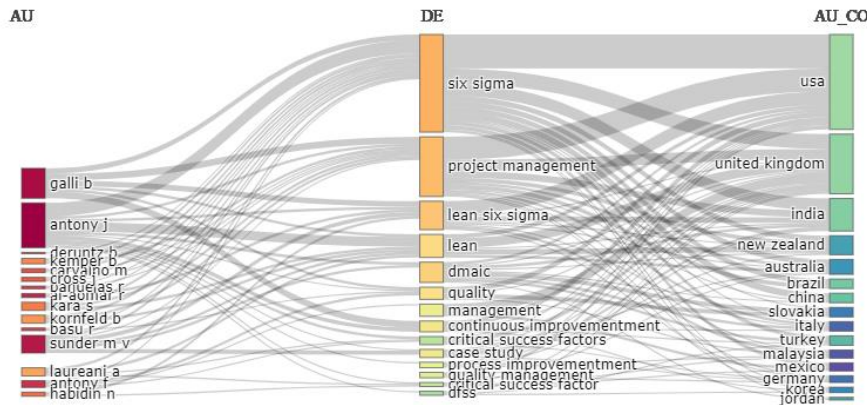 AU DE AU_CO
six sigma
project management
lean six sigma
lean
dmaic
quality
management
continuous improvementment
critical success factors
case study
process improvementment
quality management
critical success factor
dfss
galli b
antony j
deruntz b
kemper b
carvalho m
cross j
banuelas r
al-aomar r
kara s
kornfeld b
basu r
sunder m v
laureani a
antony f
habidin n
usa
united kingdom
india
new zealand
australia
brazil
china
slovakia
italy
turkey
malaysia
mexico
germany
korea
jordan